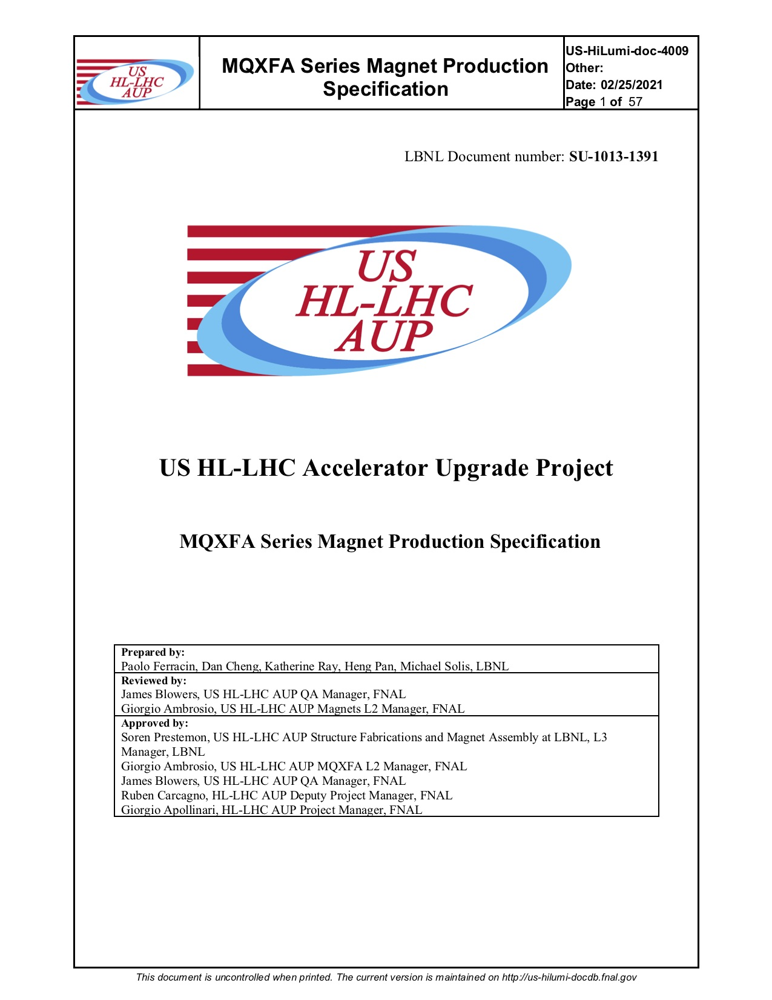 US
HL-LHC
AUP
MQXFA Series Magnet Production
Specification
US-HiLumi-doc-4009
Other:
Date: 02/25/2021
Page 1 of 57
LBNL Document number: SU-1013-1391
US
HL-LHC
AUP
US HL-LHC Accelerator Upgrade Project
MQXFA Series Magnet Production Specification
Prepared by:
Paolo Ferracin, Dan Cheng, Katherine Ray, Heng Pan, Michael Solis, LBNL
Reviewed by:
James Blowers, US HL-LHC AUP QA Manager, FNAL
Giorgio Ambrosio, US HL-LHC AUP Magnets L2 Manager, FNAL
Approved by:
Soren Prestemon, US HL-LHC AUP Structure Fabrications and Magnet Assembly at LBNL, L3
Manager, LBNL
Giorgio Ambrosio, US HL-LHC AUP MQXFA L2 Manager, FNAL
James Blowers, US HL-LHC AUP QA Manager, FNAL
Ruben Carcagno, HL-LHC AUP Deputy Project Manager, FNAL
Giorgio Apollinari, HL-LHC AUP Project Manager, FNAL
This document is uncontrolled when printed. The current version is maintained on http://us-hilumi-docdb.fnal.gov